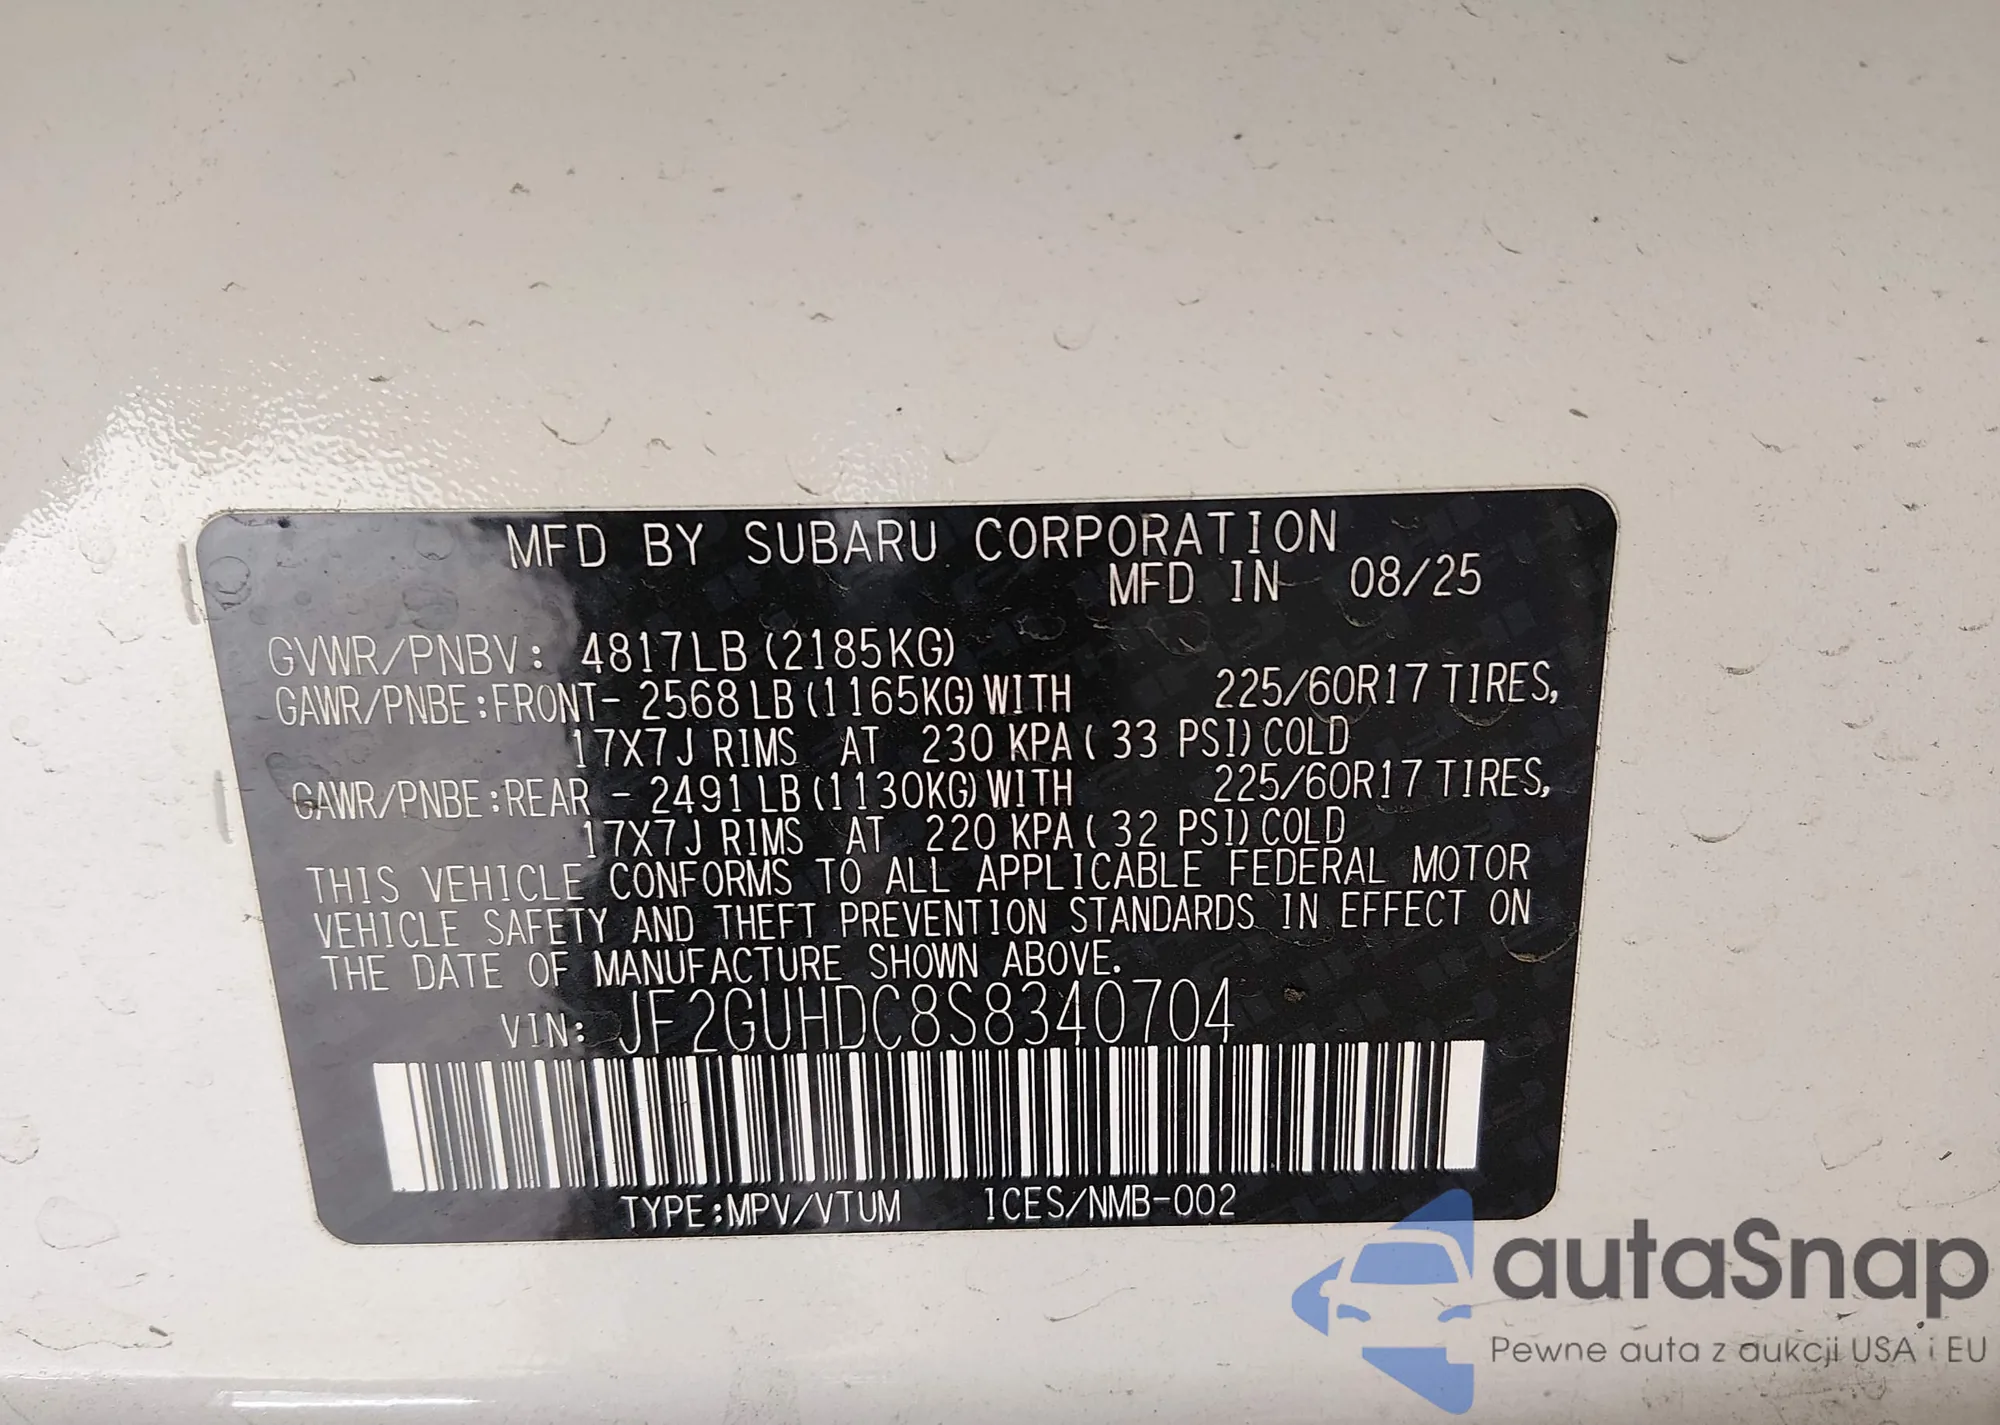 MFD BY SUBARU CORPORATION
MFD IN 08/25
GVWR/PNBV: 4817LB (2185KG)
GAWR/PNBE:FRONT- 2568LB (1165KG) WITH 225/60R17 TIRES,
17X7J RIMS AT 230 KPA ( 33 PSI) COLD
GAWR/PNBE:REAR - 2491LB (1130KG) WITH 225/60R17 TIRES,
17X7J RIMS AT 220 KPA ( 32 PSI) COLD
THIS VEHICLE CONFORMS TO ALL APPLICABLE FEDERAL MOTOR
VEHICLE SAFETY AND THEFT PREVENTION STANDARDS IN EFFECT ON
THE DATE OF MANUFACTURE SHOWN ABOVE.
VIN: JF2GUHDC8S8340704
TYPE:MPV/VTUM ICES/NMB-002
autaSnap
Pewne auta z aukcji USA i EU